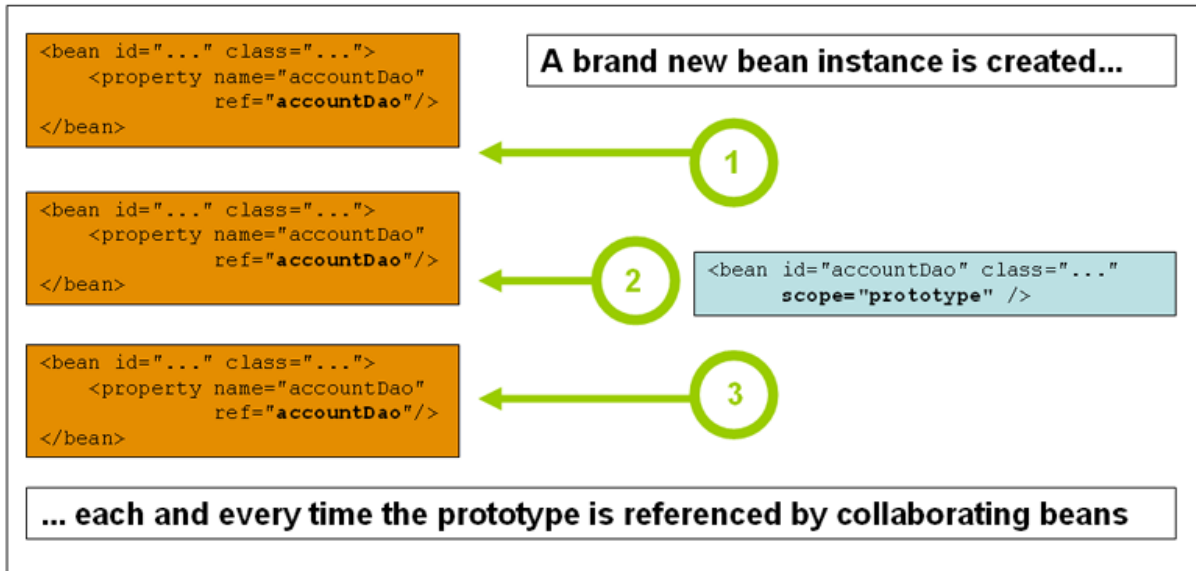 <bean id="..." class="...">
<property name="accountDao"
ref="accountDao"/>
</bean>
A brand new bean instance is created...
1
<bean id="..." class="...">
<property name="accountDao
ref="accountDao"/>
</bean>
2
<bean id="accountDao" class="..."
scope="prototype" />
<bean id="..." class="...">
<property name="accountDao"
ref="accountDao"/>
</bean>
3
... each and every time the prototype is referenced by collaborating beans